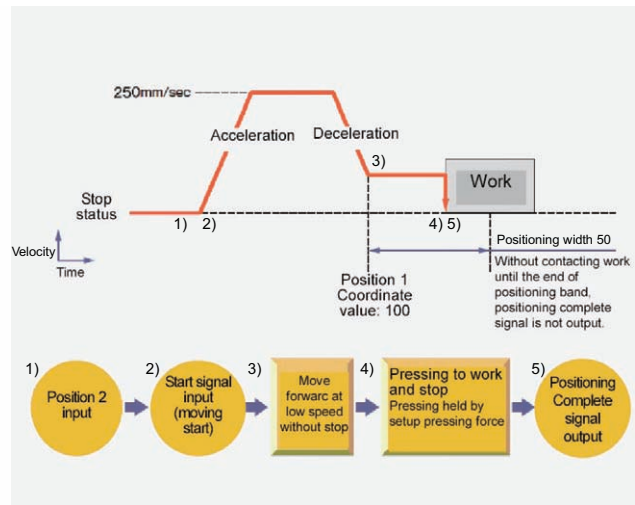 250mm/sec
Acceleration
Deceleration
3)
Work
Stop
status
1)
2)
4)
5)
Velocity
Time
Positioning width 50
Position 1
Coordinate
value: 100
Without contacting work
until the end of
positioning band,
positioning complete
signal is not output.
1)
Position 2
input
2)
Start signal
input
(moving
start)
3)
Move
forwarc at
low speed
without stop
4)
Pressing to work
and stop
Pressing held by
setup pressing force
5)
Positioning
Complete
signal
output